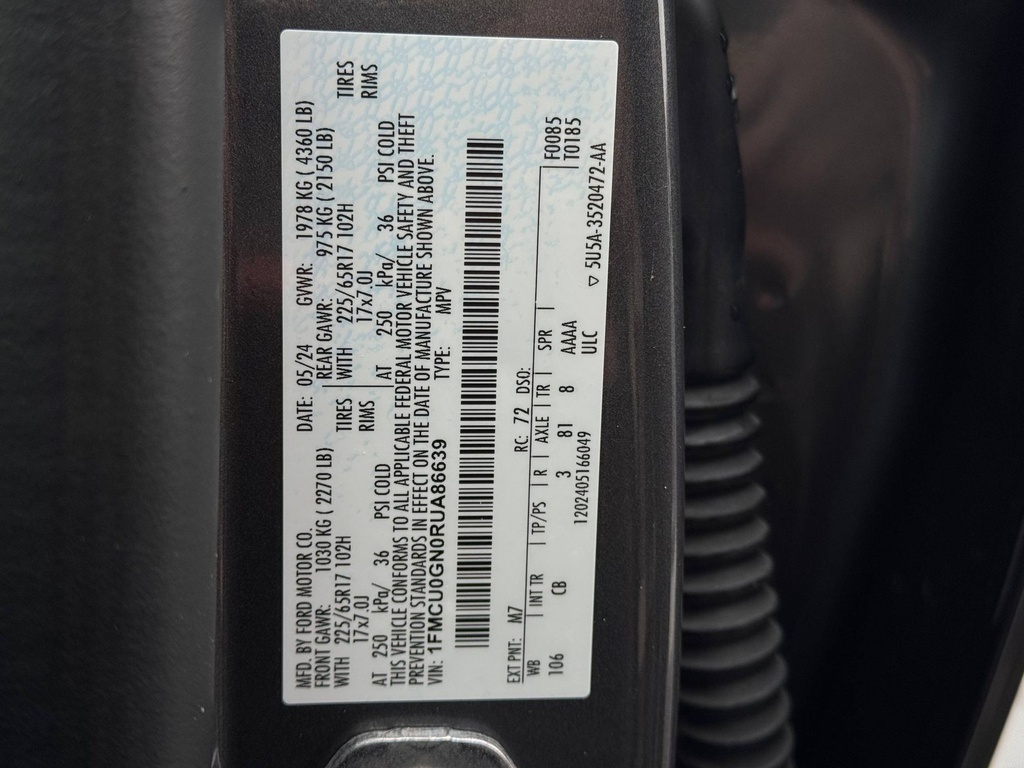 MFD. BY FORD MOTOR CO.
DATE: 05/24 GVWR: 1978 KG ( 4360 LB)
FRONT GAWR: 1030 KG ( 2270 LB) REAR GAWR: 975 KG ( 2150 LB)
WITH 225/65R17 102H TIRES WITH 225/65R17 102H TIRES
17x7.0J RIMS 17x7.0J RIMS
AT 250 kPa/ 36 PSI COLD AT 250 kPa/ 36 PSI COLD
THIS VEHICLE CONFORMS TO ALL APPLICABLE FEDERAL MOTOR VEHICLE SAFETY AND THEFT
PREVENTION STANDARDS IN EFFECT ON THE DATE OF MANUFACTURE SHOWN ABOVE.
VIN: 1FMCU0GN0RUA86639 TYPE: MPV
EXT PNT: M7 RC: 72 DSO:
WB INT TR TP/PS R AXLE TR SPR F0085
106 CB 3 81 8 AAAA T0185
1202405166049 ULC ▽ 5U5A-3520472-AA